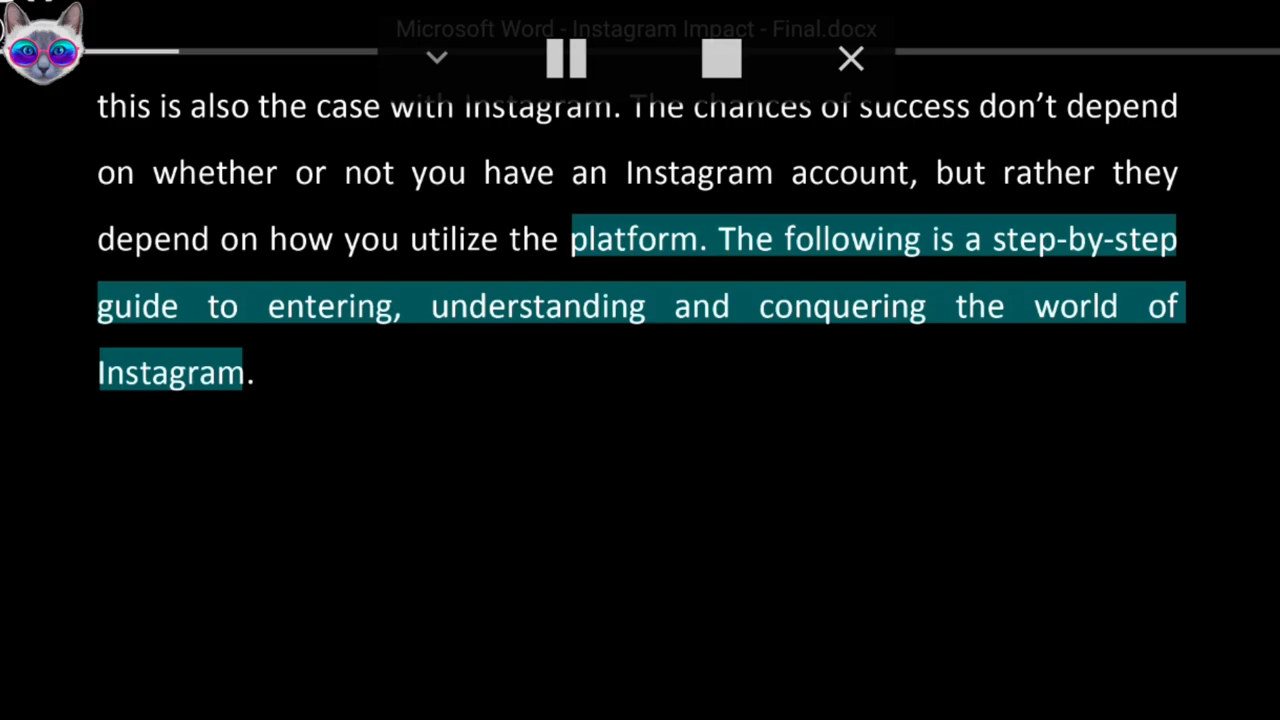 Microsoft Word - Instagram Impact - Final.docx
this is also the case with Instagram. The chances of success don’t depend
on whether or not you have an Instagram account, but rather they
depend on how you utilize the platform. The following is a step-by-step
guide to entering, understanding and conquering the world of
Instagram.